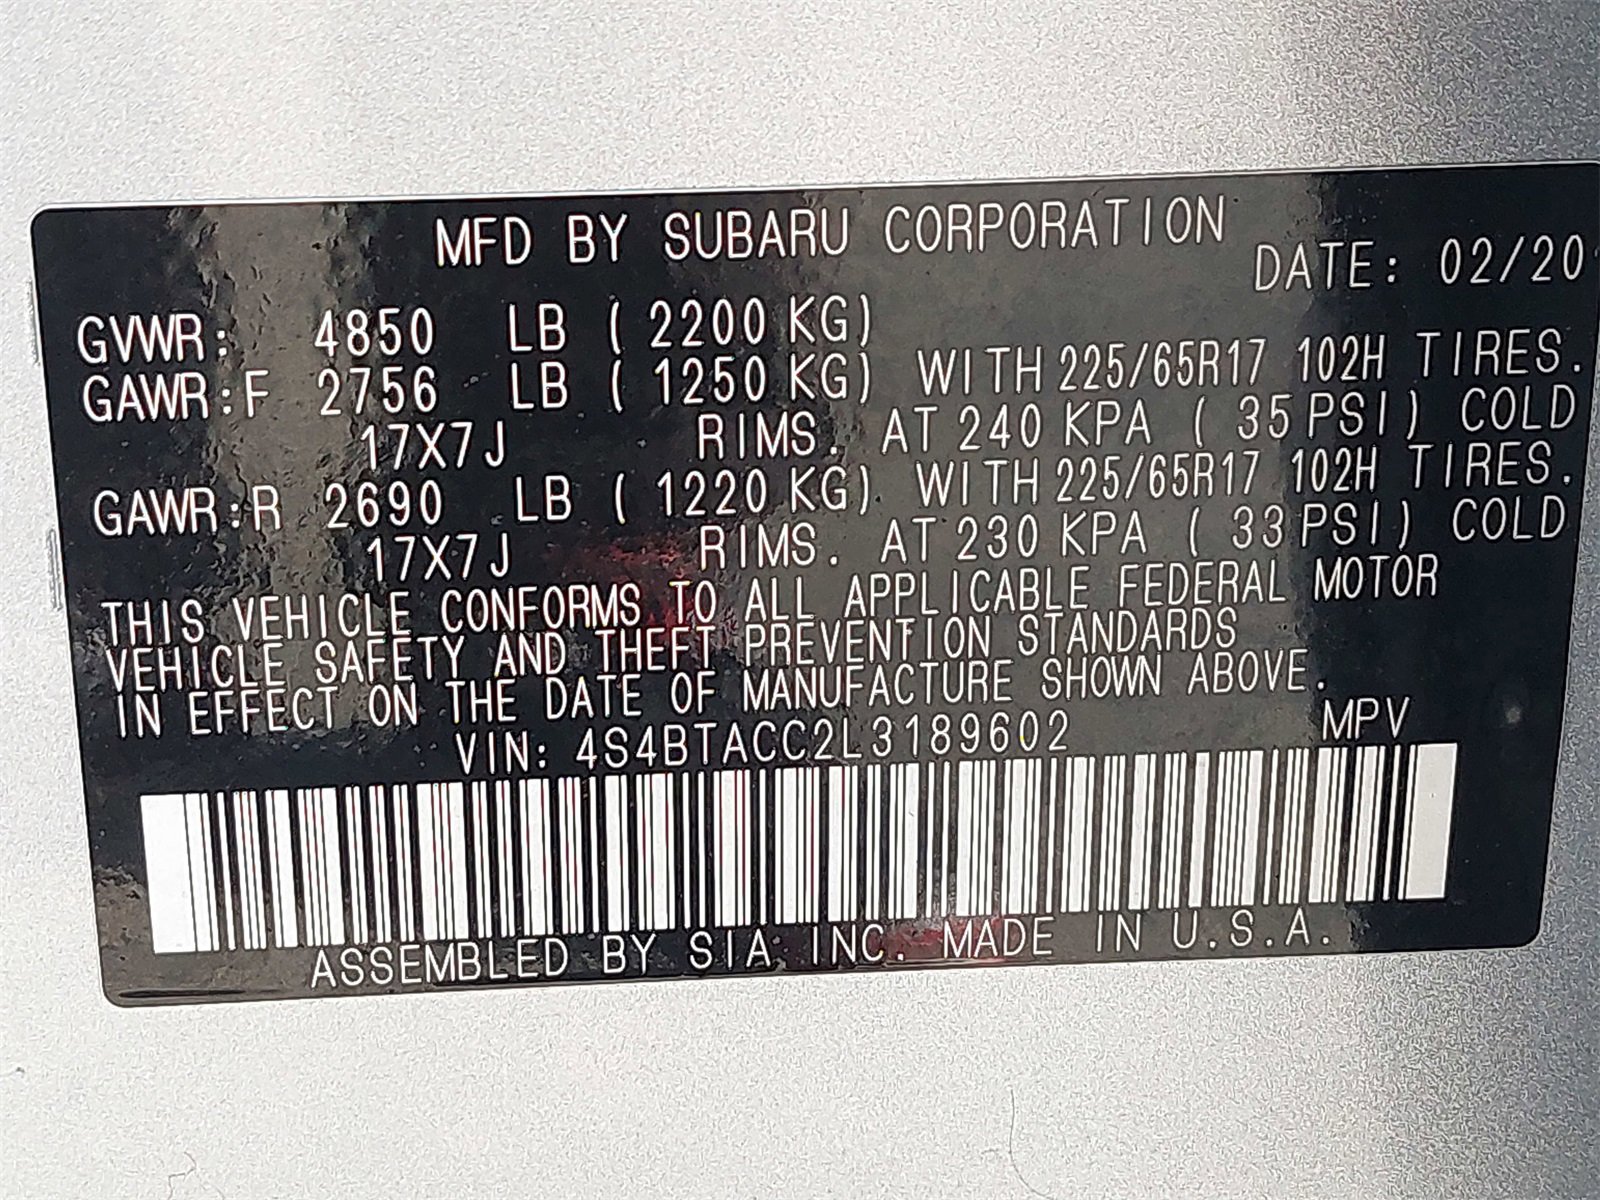 MFD BY SUBARU CORPORATION
DATE: 02/20
GVWR: 4850 LB ( 2200 KG)
GAWR:F 2756 LB ( 1250 KG) WITH 225/65R17 102H TIRES.
17X7J RIMS. AT 240 KPA ( 35 PSI) COLD
GAWR:R 2690 LB ( 1220 KG) WITH 225/65R17 102H TIRES.
17X7J RIMS. AT 230 KPA ( 33 PSI) COLD
THIS VEHICLE CONFORMS TO ALL APPLICABLE FEDERAL MOTOR
VEHICLE SAFETY AND THEFT PREVENTION STANDARDS
IN EFFECT ON THE DATE OF MANUFACTURE SHOWN ABOVE.
VIN: 4S4BTACC2L3189602 MPV
ASSEMBLED BY SIA INC. MADE IN U.S.A.